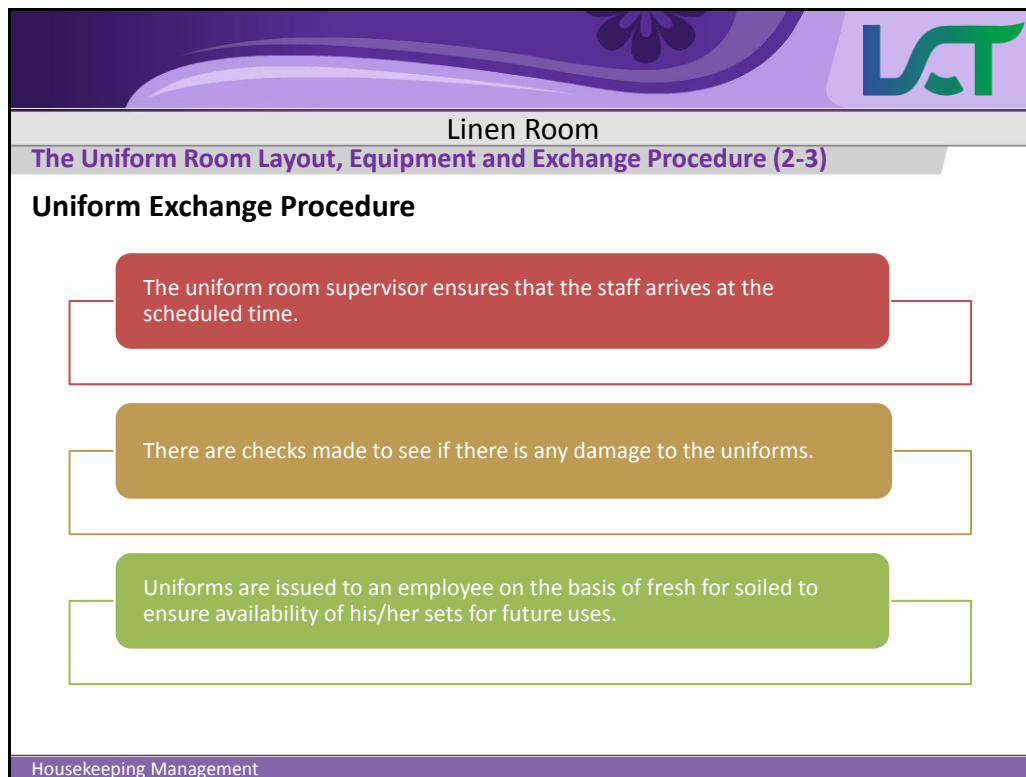 LCT
Linen Room
The Uniform Room Layout, Equipment and Exchange Procedure (2-3)
Uniform Exchange Procedure
The uniform room supervisor ensures that the staff arrives at the
scheduled time.
There are checks made to see if there is any damage to the uniforms.
Uniforms are issued to an employee on the basis of fresh for soiled to
ensure availability of his/her sets for future uses.
Housekeeping Management